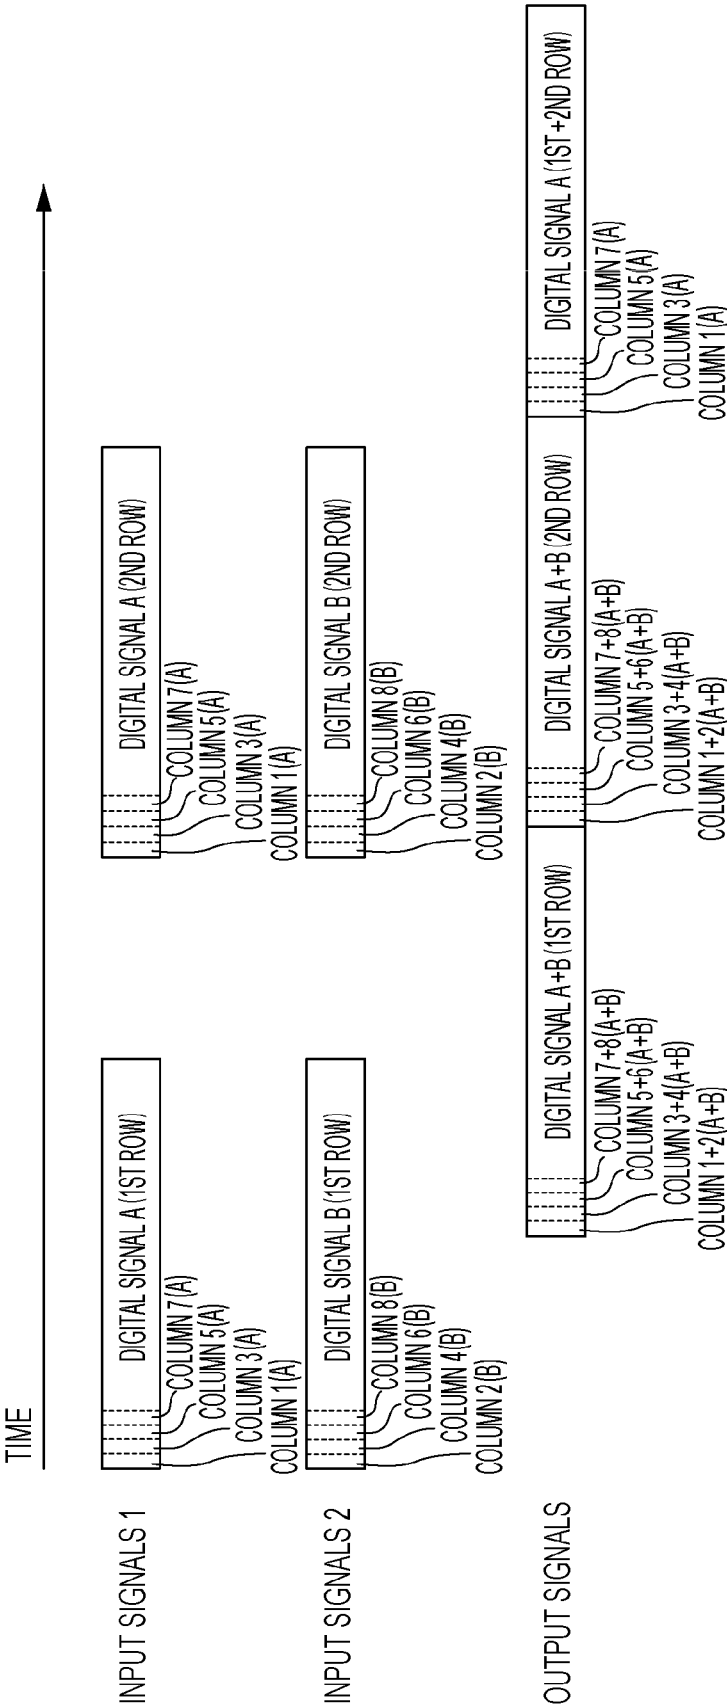 TIME
INPUT SIGNALS 1
DIGITAL SIGNAL A (1ST ROW)
COLUMN 7 (A)
COLUMN 5 (A)
COLUMN 3 (A)
COLUMN 1 (A)
DIGITAL SIGNAL A (2ND ROW)
COLUMN 7 (A)
COLUMN 5 (A)
COLUMN 3 (A)
COLUMN 1 (A)
INPUT SIGNALS 2
DIGITAL SIGNAL B (1ST ROW)
COLUMN 8 (B)
COLUMN 6 (B)
COLUMN 4 (B)
COLUMN 2 (B)
DIGITAL SIGNAL B (2ND ROW)
COLUMN 8 (B)
COLUMN 6 (B)
COLUMN 4 (B)
COLUMN 2 (B)
OUTPUT SIGNALS
DIGITAL SIGNAL A+B (1ST ROW)
COLUMN 7+8 (A+B)
COLUMN 5+6 (A+B)
COLUMN 3+4 (A+B)
COLUMN 1+2 (A+B)
DIGITAL SIGNAL A+B (2ND ROW)
COLUMN 7+8 (A+B)
COLUMN 5+6 (A+B)
COLUMN 3+4 (A+B)
COLUMN 1+2 (A+B)
DIGITAL SIGNAL A (1ST +2ND ROW)
COLUMN 7 (A)
COLUMN 5 (A)
COLUMN 3 (A)
COLUMN 1 (A)